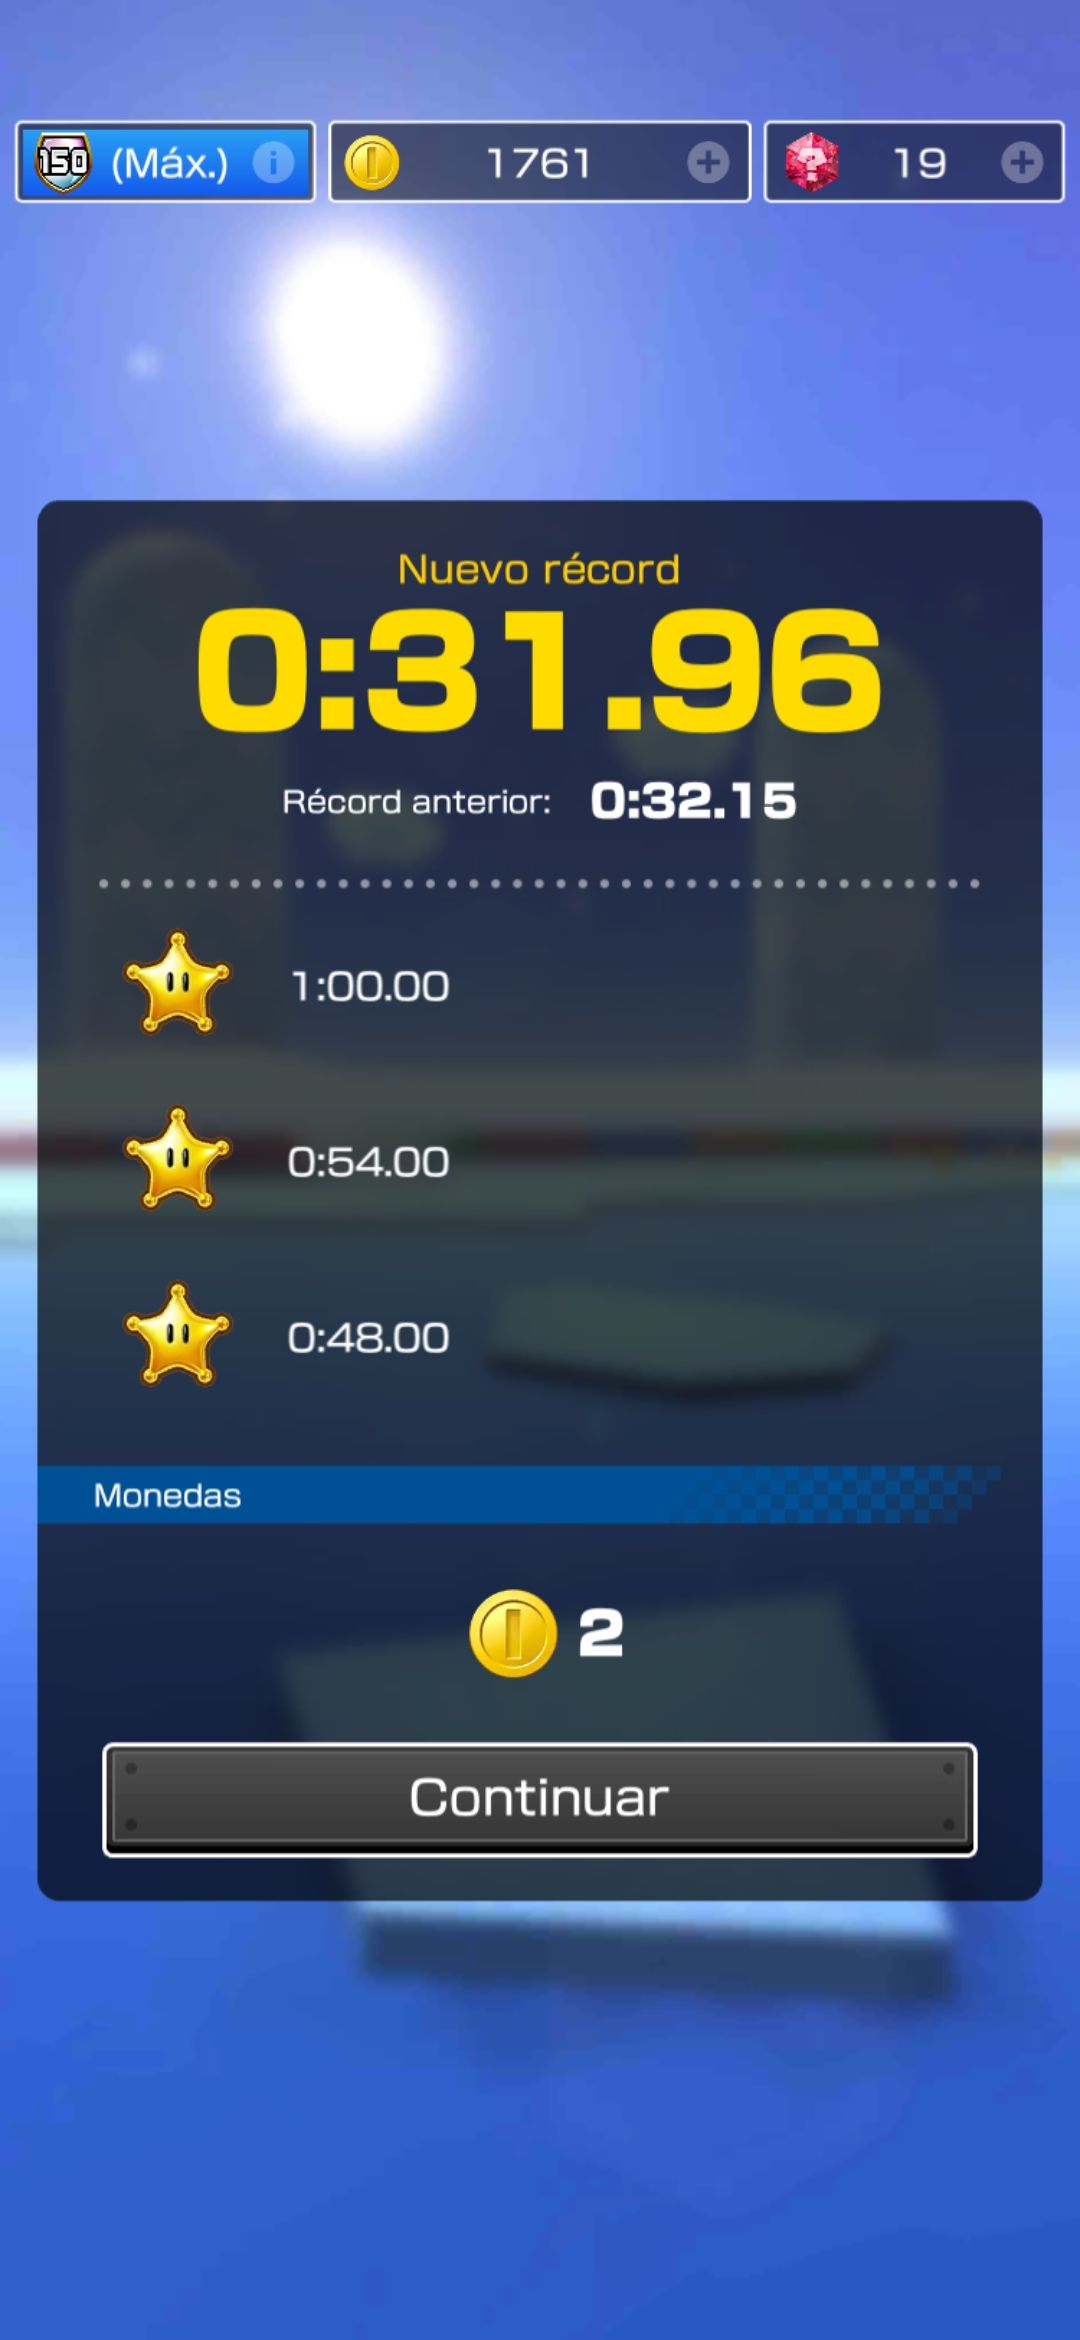 150 (Máx.) i 1761 + ? 19 +
Nuevo récord
0:31.96
Récord anterior: 0:32.15
1:00.00
0:54.00
0:48.00
Monedas
2
Continuar